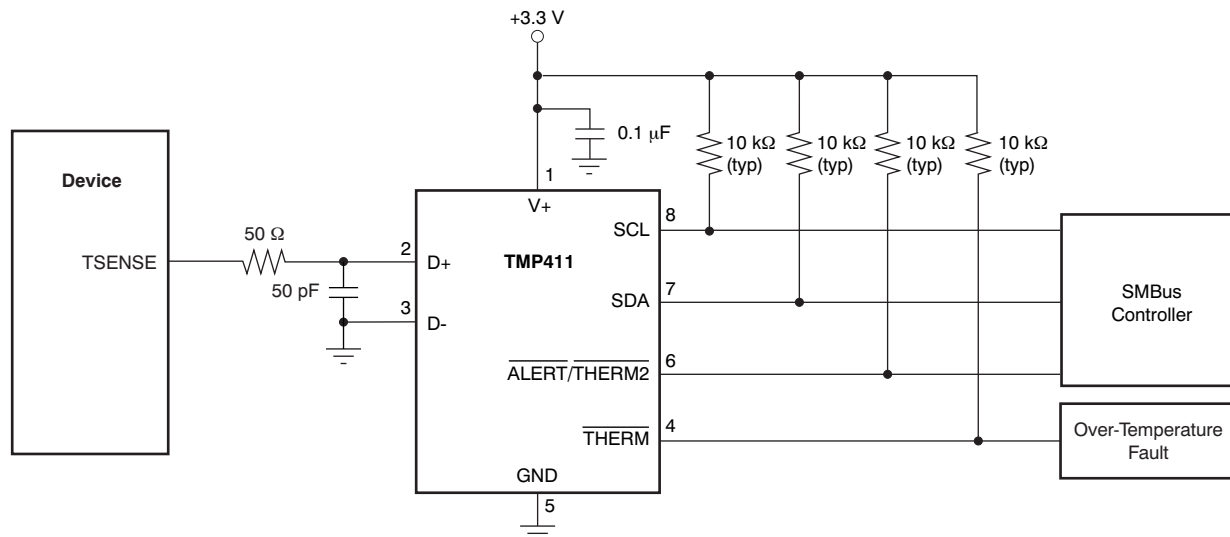 +3.3 V
0.1 μF
10 kΩ
(typ)
10 kΩ
(typ)
10 kΩ
(typ)
10 kΩ
(typ)
Device
TSENSE
50 Ω
50 pF
1
V+
2
D+
3
D-
TMP411
8
SCL
7
SDA
6
ALERT/THERM2
4
THERM
GND
5
SMBus
Controller
Over-Temperature
Fault